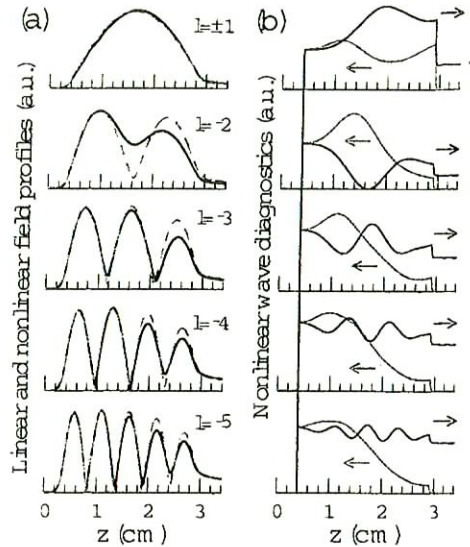 (a)
(b)
l=±1
l=-2
l=-3
l=-4
l=-5
Linear and nonlinear field profiles (a.u.)
Nonlinear wave diagnostics (a.u.)
0 1 2 3
z (cm)
0 1 2 3
z (cm)